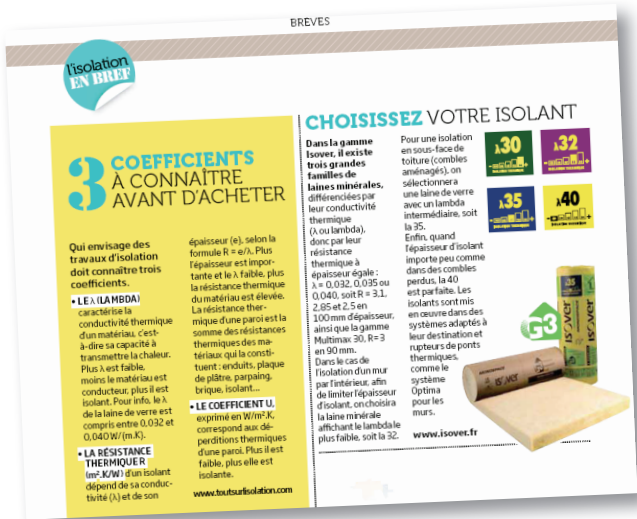 BRÈVES
l'isolation
EN BREF
3 COEFFICIENTS
À CONNAÎTRE
AVANT D'ACHETER
Qui envisage des
travaux d'isolation
doit connaître trois
coefficients.
• LE λ (LAMBDA)
caractérise la
conductivité thermique
d'un matériau, c'est-
à-dire sa capacité à
transmettre la chaleur.
Plus λ est faible,
moins le matériau est
conducteur, plus il est
isolant. Pour info, le λ
de la laine de verre est
compris entre 0,032 et
0,040 W/(m.K).
• LA RÉSISTANCE
THERMIQUE R
(m².K/W) d'un isolant
dépend de sa conduc-
tivité (λ) et de son
épaisseur (e), selon la
formule R = e/λ. Plus
l'épaisseur est impor-
tante et le λ faible, plus
la résistance thermique
du matériau est élevée.
La résistance ther-
mique d'une paroi est la
somme des résistances
thermiques des ma-
tériaux qui la consti-
tuent : enduits, plaque
de plâtre, parpaing,
brique, isolant...
• LE COEFFICIENT U,
exprimé en W/m².K,
correspond aux dé-
perditions thermiques
d'une paroi. Plus il est
faible, plus elle est
isolante.
www.toutsurlisolation.com
CHOISISSEZ VOTRE ISOLANT
Dans la gamme
Isover, il existe
trois grandes
familles de
laines minérales,
différenciées par
leur conductivité
thermique
(λ ou lambda),
donc par leur
résistance
thermique à
épaisseur égale :
λ = 0,032, 0,035 ou
0,040, soit R = 3,1,
2,85 et 2,5 en
100 mm d'épaisseur,
ainsi que la gamme
Multimax 30, R= 3
en 90 mm.
Dans le cas de
l'isolation d'un mur
par l'intérieur, afin
de limiter l'épaisseur
d'isolant, on choisira
la laine minérale
affichant le lambda le
plus faible, soit la 32.
Pour une isolation
en sous-face de
toiture (combles
aménagés), on
sélectionnera
une laine de verre
avec un lambda
intermédiaire, soit
la 35.
Enfin, quand
l'épaisseur d'isolant
importe peu comme
dans des combles
perdus, la 40
est parfaite. Les
isolants sont mis
en œuvre dans des
systèmes adaptés à
leur destination et
rupteurs de ponts
thermiques,
comme le
système
Optima
pour les
murs.
www.isover.fr
λ30
λ32
λ35
λ40
G3
isover
isover